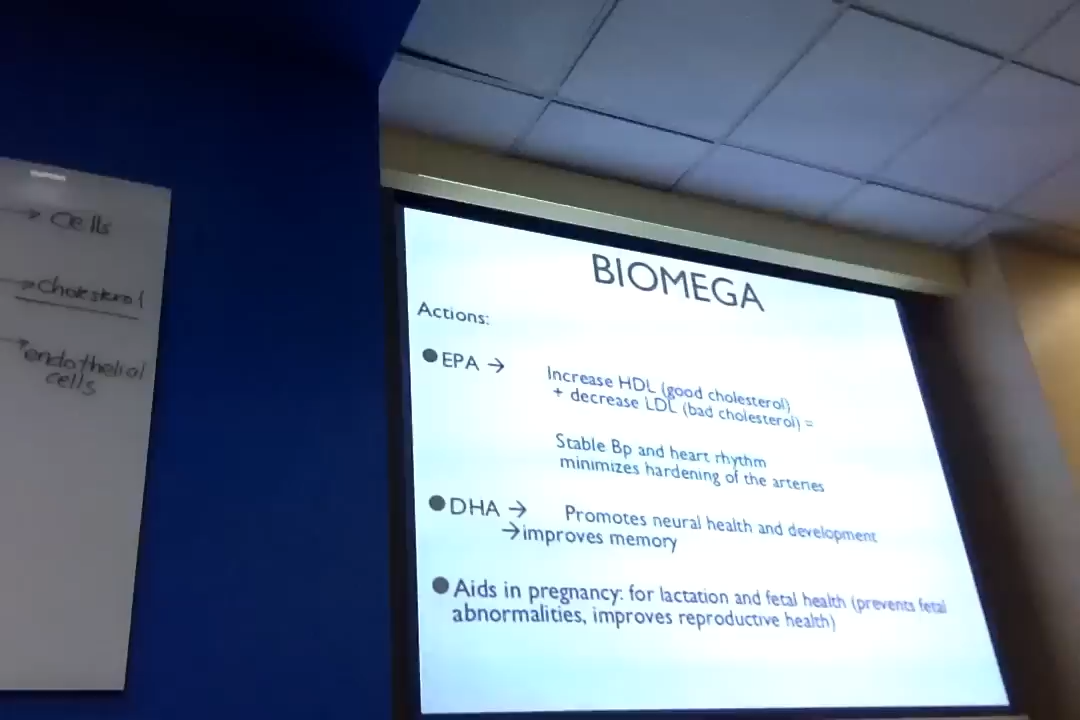 → Cells
→ Cholesterol
endothelial
cells
BIOMEGA
Actions:
● EPA →
Increase HDL (good cholesterol)
+ decrease LDL (bad cholesterol) =
Stable Bp and heart rhythm
minimizes hardening of the arteries
● DHA → Promotes neural health and development
→improves memory
● Aids in pregnancy: for lactation and fetal health (prevents fetal
abnormalities, improves reproductive health)